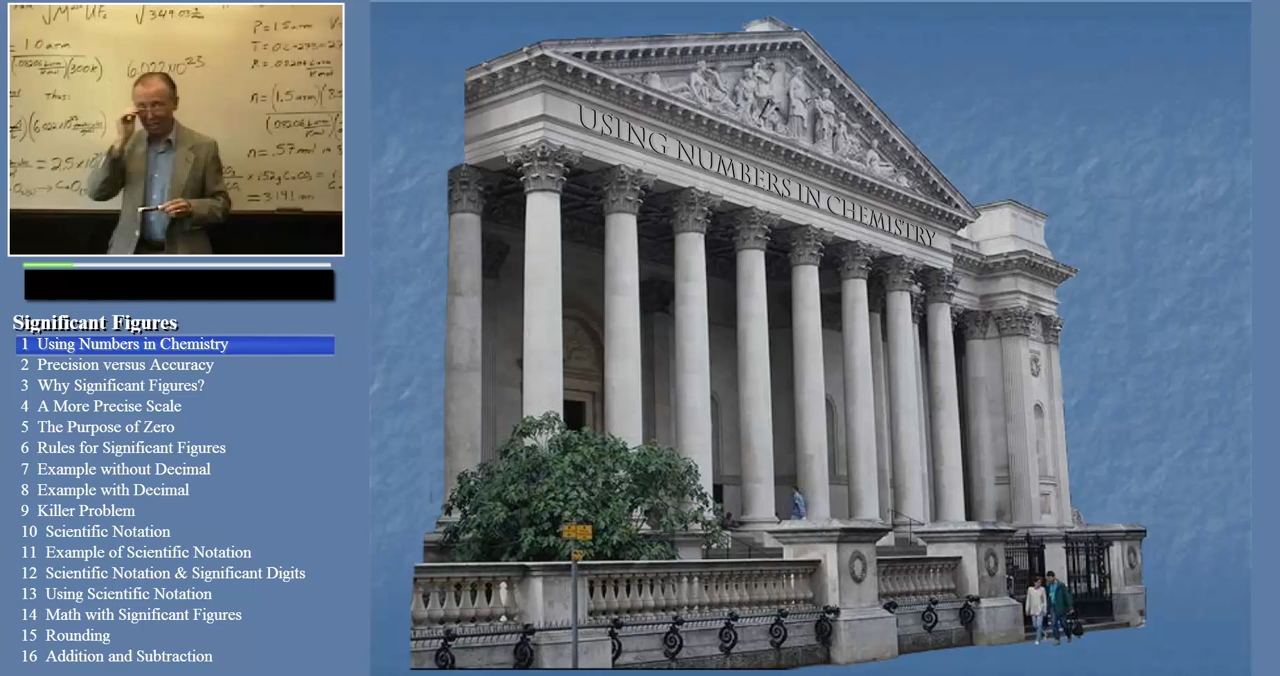 6.022x10²³
Significant Figures
1 Using Numbers in Chemistry
2 Precision versus Accuracy
3 Why Significant Figures?
4 A More Precise Scale
5 The Purpose of Zero
6 Rules for Significant Figures
7 Example without Decimal
8 Example with Decimal
9 Killer Problem
10 Scientific Notation
11 Example of Scientific Notation
12 Scientific Notation & Significant Digits
13 Using Scientific Notation
14 Math with Significant Figures
15 Rounding
16 Addition and Subtraction
USING NUMBERS IN CHEMISTRY